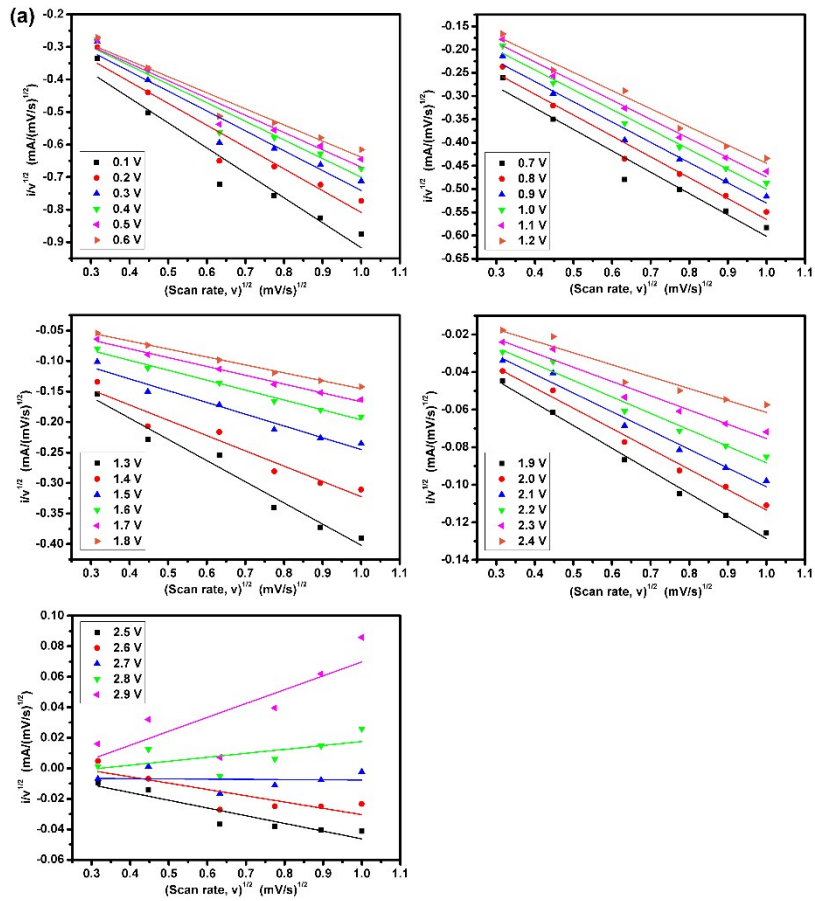 (a)
i/v^1/2 (mA/(mV/s)^1/2)
-0.2
-0.3
-0.4
-0.5
-0.6
-0.7
-0.8
-0.9
0.1 V
0.2 V
0.3 V
0.4 V
0.5 V
0.6 V
0.3 0.4 0.5 0.6 0.7 0.8 0.9 1.0 1.1
(Scan rate, v)^1/2 (mV/s)^1/2
i/v^1/2 (mA/(mV/s)^1/2)
-0.15
-0.20
-0.25
-0.30
-0.35
-0.40
-0.45
-0.50
-0.55
-0.60
-0.65
0.7 V
0.8 V
0.9 V
1.0 V
1.1 V
1.2 V
0.3 0.4 0.5 0.6 0.7 0.8 0.9 1.0 1.1
(Scan rate, v)^1/2 (mV/s)^1/2
i/v^1/2 (mA/(mV/s)^1/2)
-0.05
-0.10
-0.15
-0.20
-0.25
-0.30
-0.35
-0.40
1.3 V
1.4 V
1.5 V
1.6 V
1.7 V
1.8 V
0.3 0.4 0.5 0.6 0.7 0.8 0.9 1.0 1.1
(Scan rate, v)^1/2 (mV/s)^1/2
i/v^1/2 (mA/(mV/s)^1/2)
-0.02
-0.04
-0.06
-0.08
-0.10
-0.12
-0.14
1.9 V
2.0 V
2.1 V
2.2 V
2.3 V
2.4 V
0.3 0.4 0.5 0.6 0.7 0.8 0.9 1.0 1.1
(Scan rate, v)^1/2 (mV/s)^1/2
i/v^1/2 (mA/(mV/s)^1/2)
0.10
0.08
0.06
0.04
0.02
0.00
-0.02
-0.04
-0.06
2.5 V
2.6 V
2.7 V
2.8 V
2.9 V
0.3 0.4 0.5 0.6 0.7 0.8 0.9 1.0 1.1
(Scan rate, v)^1/2 (mV/s)^1/2